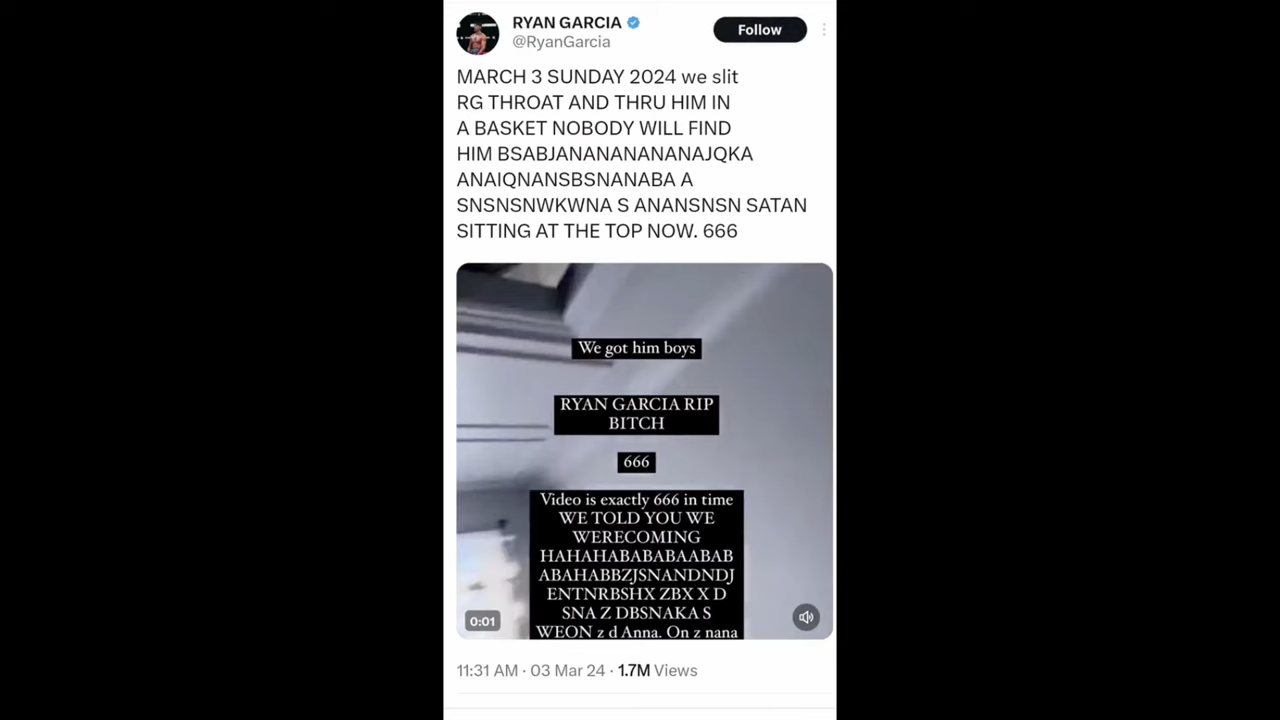 RYAN GARCIA
@RyanGarcia
Follow
MARCH 3 SUNDAY 2024 we slit
RG THROAT AND THRU HIM IN
A BASKET NOBODY WILL FIND
HIM BSABJANANANANANAJQKA
ANAIQNANSBSNANABA A
SNSNSNWKWNA S ANANSNSN SATAN
SITTING AT THE TOP NOW. 666
We got him boys
RYAN GARCIA RIP
BITCH
666
Video is exactly 666 in time
WE TOLD YOU WE
WERECOMING
HAHAHABABABAABAB
ABAHABBZJSNANDNDJ
ENTNRBSHX ZBX X D
SNA Z DBSNAKA S
WEON z d Anna. On z nana
0:01
11:31 AM · 03 Mar 24 · 1.7M Views